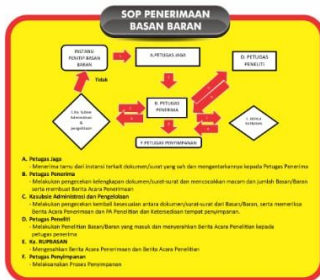 SOP PENERIMAAN
BASAN BARAN
INSTANSI
PENITIP BASAN
BARAN
A.PETUGAS JAGA
D. PETUGAS
PENELITI
Tidak
B. PETUGAS
PENERIMA
F.PETUGAS PENYIMPANAN
A. Petugas Jaga
- Menerima tamu dari instansi terkait dokumen/surat yang sah dan mengantarkannya kepada Petugas Penerima
B. Petugas Penerima
- Melakukan pengecekan kelengkapan dokumen/surat-surat dan mencocokkan macam dan jumlah Basan/Baran
serta membuat Berita Acara Penerimaan
C. Kasubsie Administrasi dan Pengelolaan
- Melakukan pengecekan kembali kesesuaian antara dokumen/surat-surat dari Basan/Baran, serta memeriksa
Berita Acara Penerimaan dan PA Penelitian dan Ketersediaan tempat penyimpanan.
D. Petugas Peneliti
- Melakukan Penelitian Basan/Baran yang masuk dan menyerahkan Berita Acara Penelitian kepada
petugas penerima
E. Ka. RUPBASAN
- Mengesahkan Berita Acara Penerimaan dan Berita Acara Penelitian
F. Petugas Penyimpanan
- Melaksanakan Proses Penyimpanan